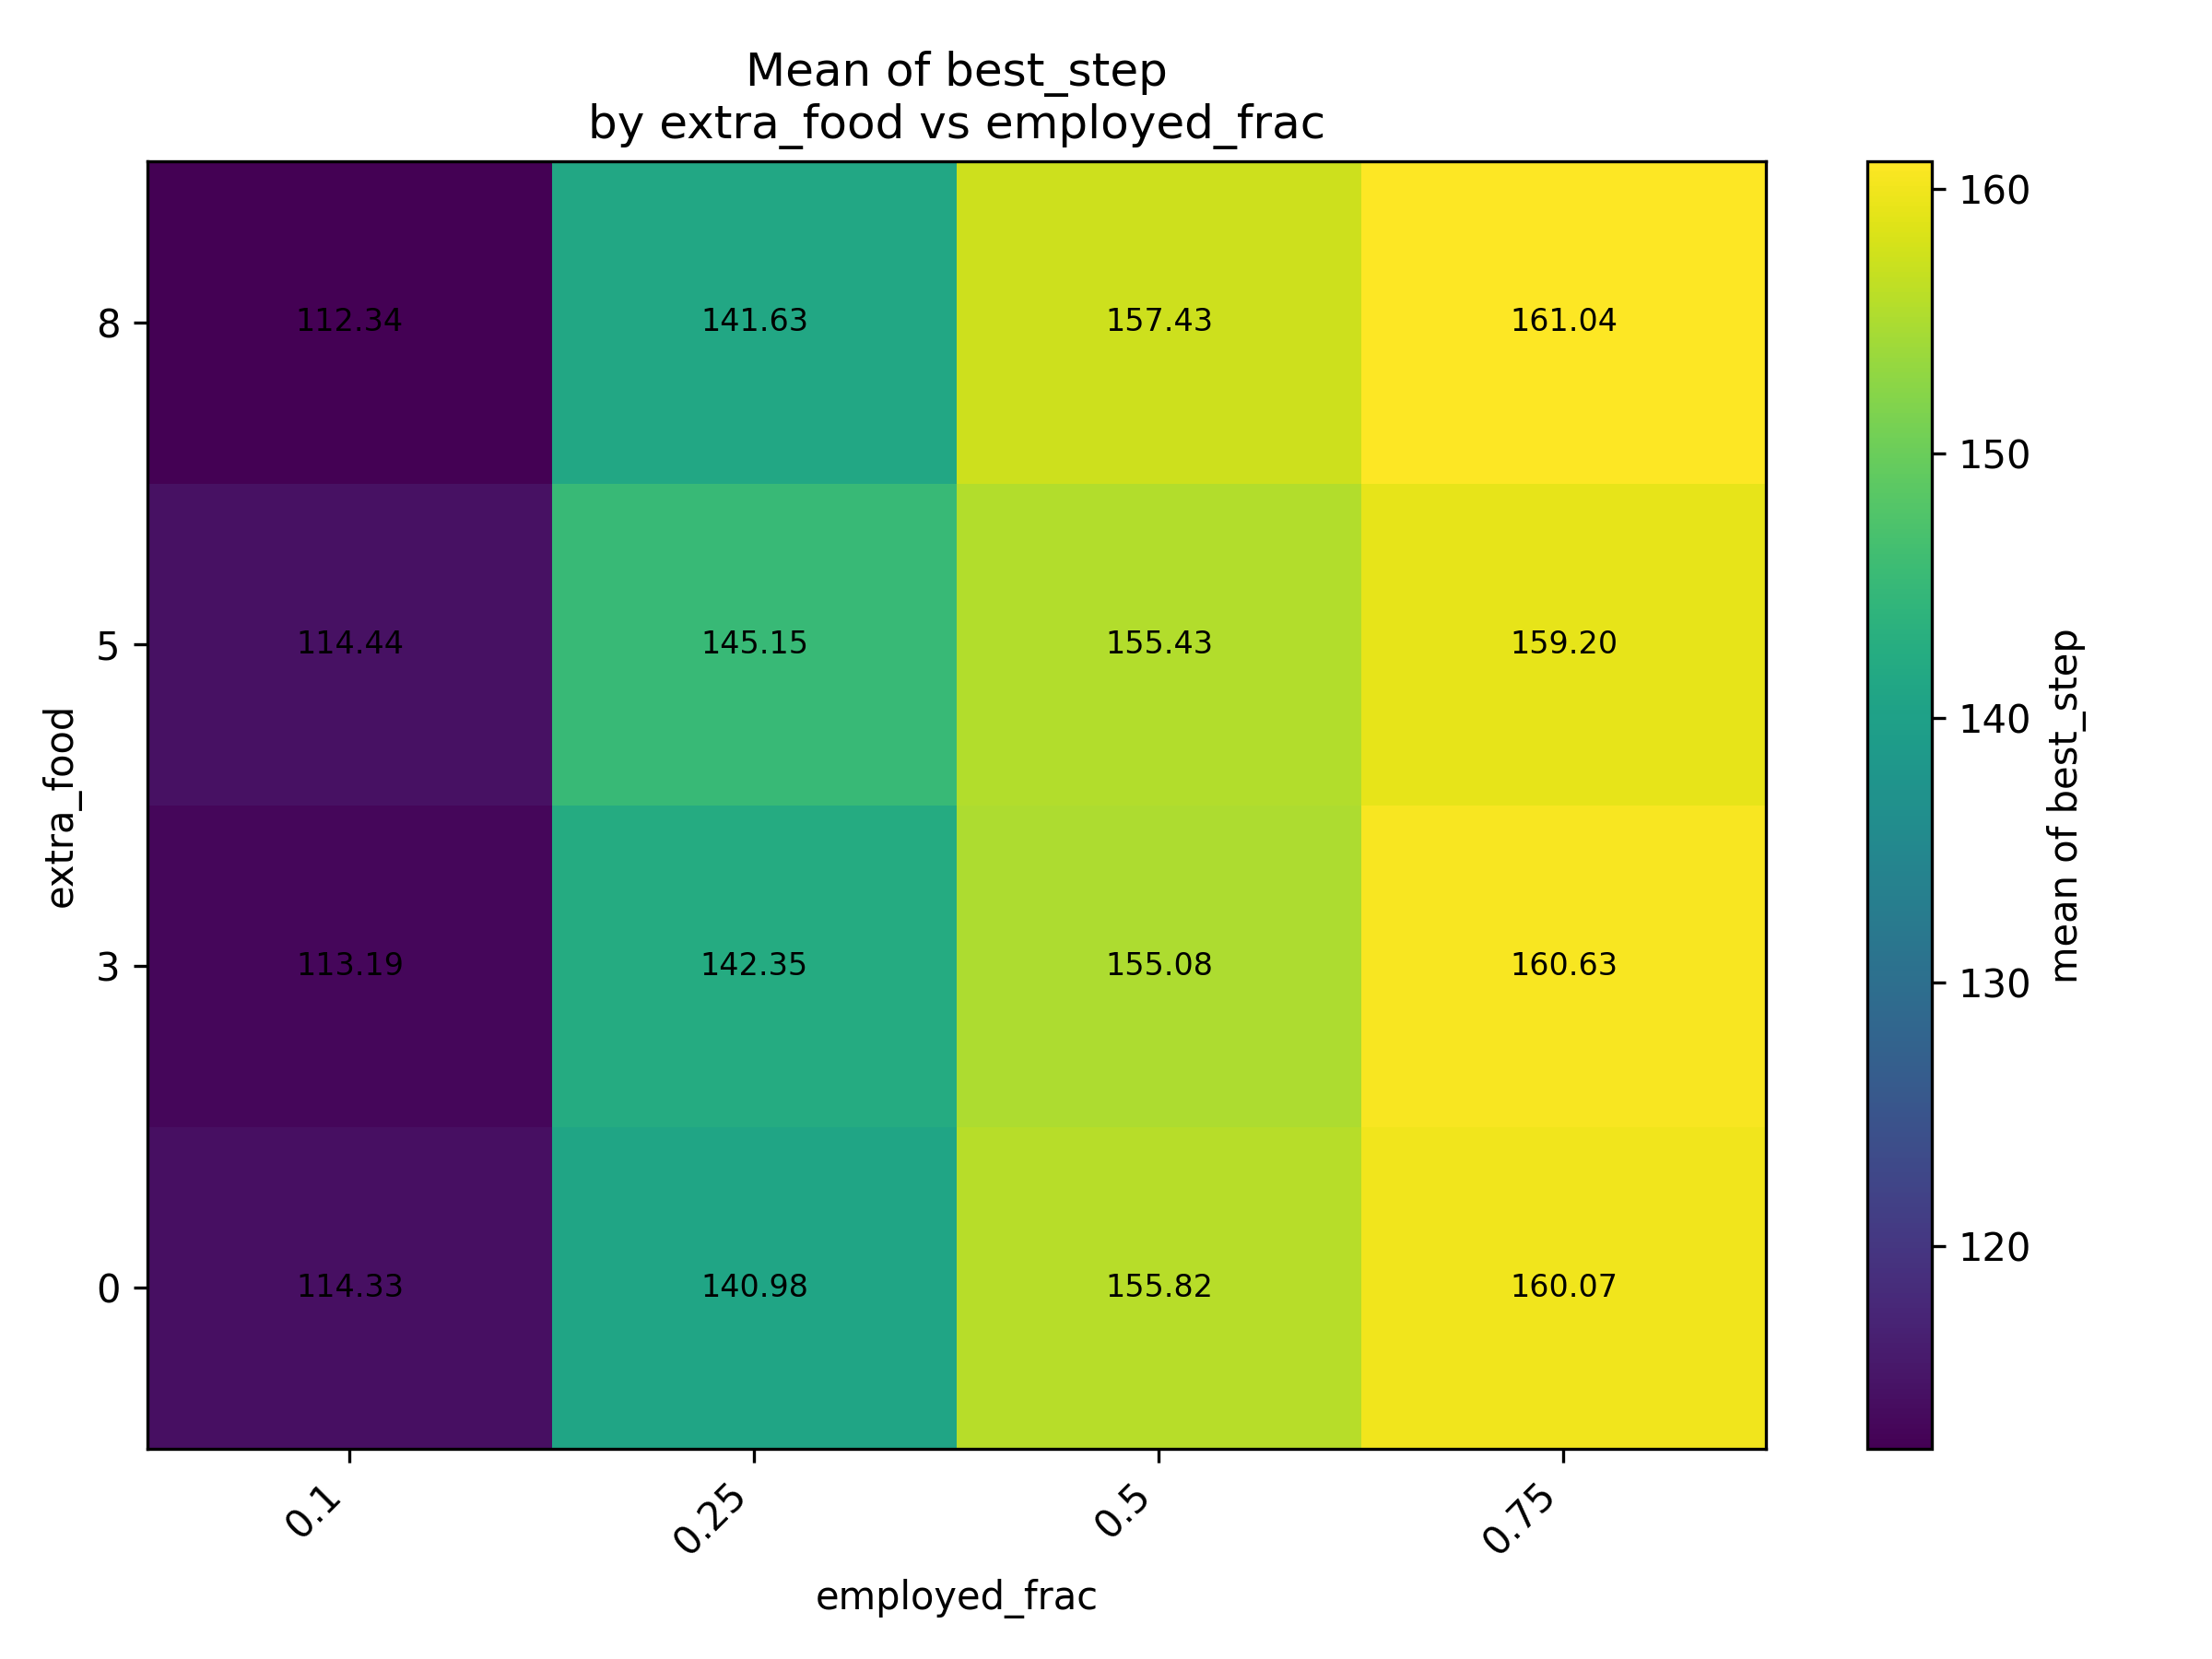 Mean of best_step
by extra_food vs employed_frac
8
112.34 141.63 157.43 161.04
5
114.44 145.15 155.43 159.20
3
113.19 142.35 155.08 160.63
0
114.33 140.98 155.82 160.07
extra_food
0.1 0.25 0.5 0.75
employed_frac
160
150
140
130
120
mean of best_step